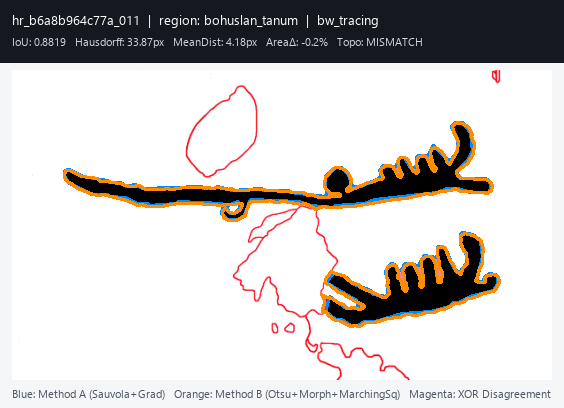 hr_b6a8b964c77a_011 | region: bohuslan_tanum | bw_tracing
IoU: 0.8819 Hausdorff: 33.87px MeanDist: 4.18px AreaΔ: -0.2% Topo: MISMATCH
Blue: Method A (Sauvola+Grad) Orange: Method B (Otsu+Morph+MarchingSq) Magenta: XOR Disagreement